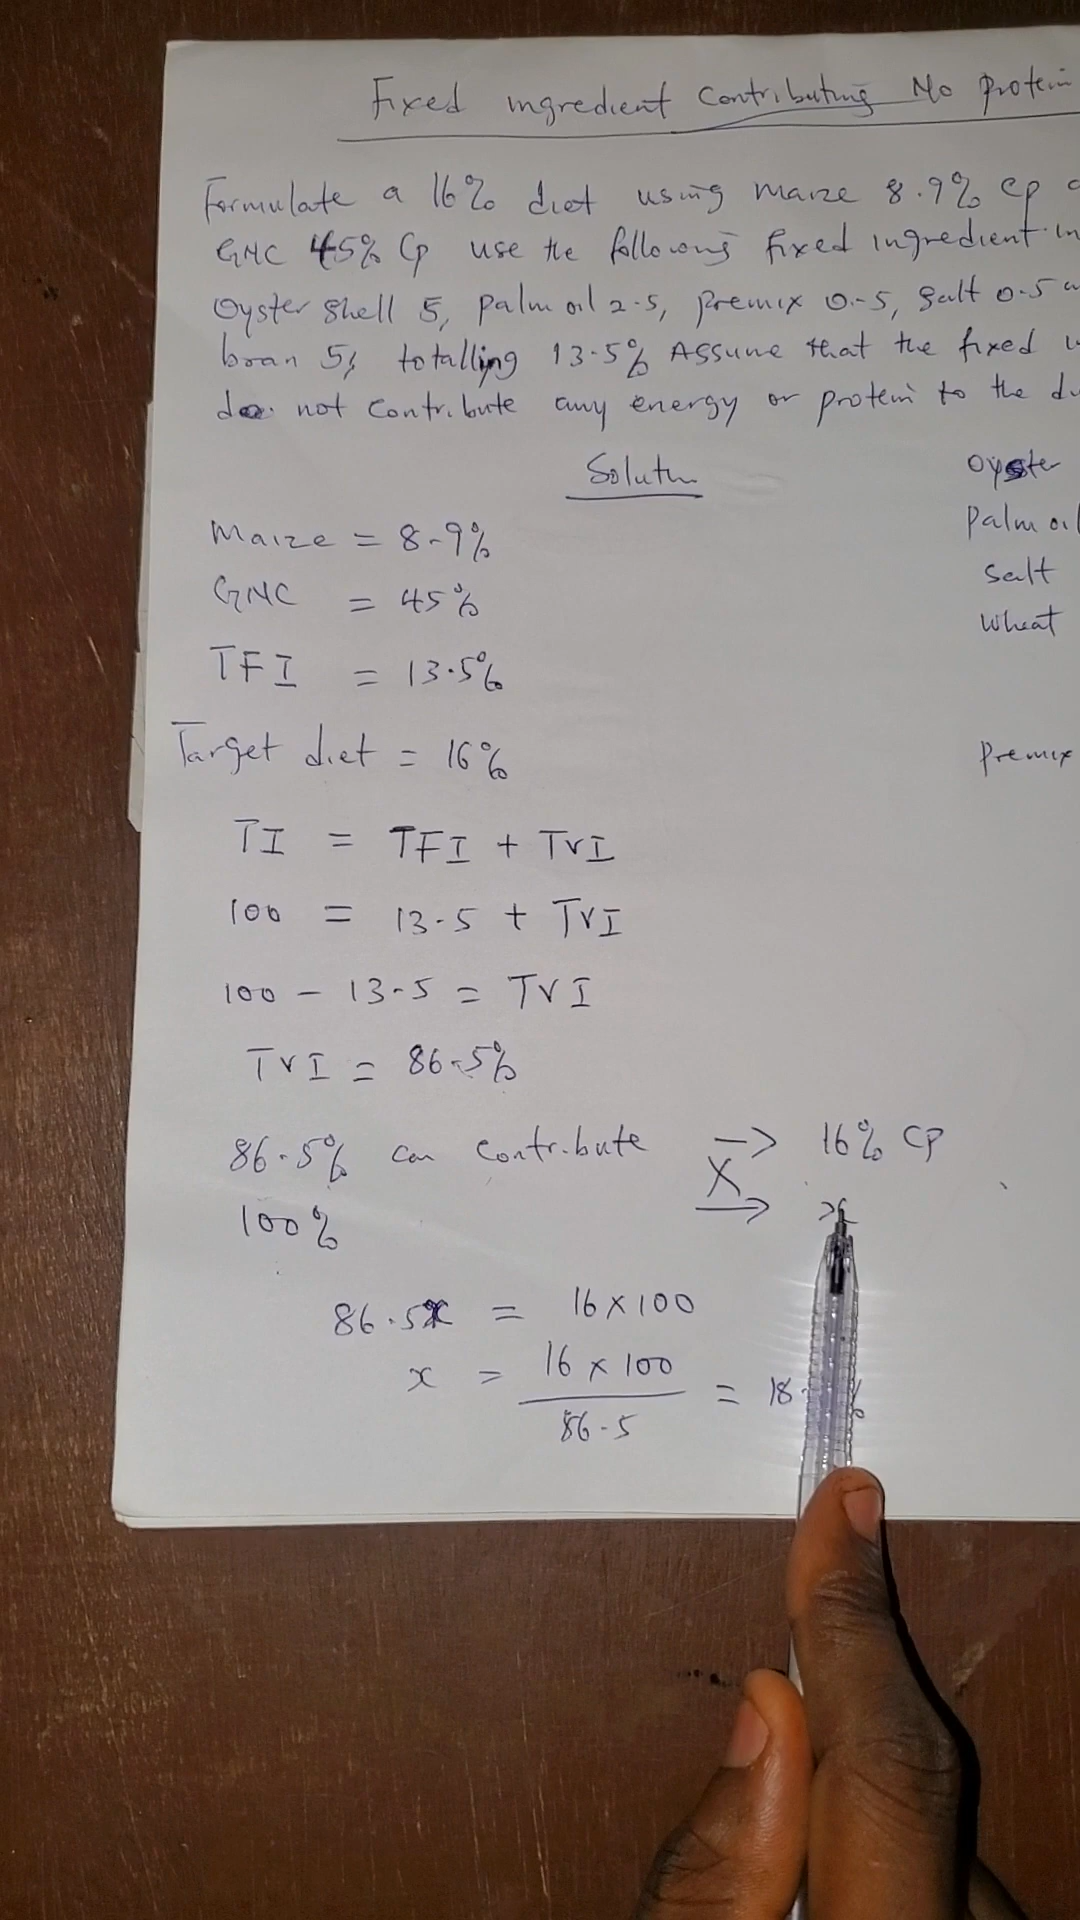 Fixed ingredient Contributing No protein
Formulate a 16% diet using maize 8.9% cp
GNC 45% Cp use the following fixed ingredient in
Oyster shell 5, palm oil 2.5, premix 0.5, salt 0.5
bran 5, totalling 13.5% Assume that the fixed
do not contribute any energy or protein to the
Solutn
Oyster
palm oil
Salt
wheat
premix
Maize = 8.9%
GNC = 45%
TFI = 13.5%
Target diet = 16%
TI = TFI + TVI
100 = 13.5 + TVI
100 - 13.5 = TVI
TVI = 86.5%
86.5% can contribute → 16% CP
X
100% → x
86.5x = 16 x 100
x = 16 x 100 / 86.5 = 18.